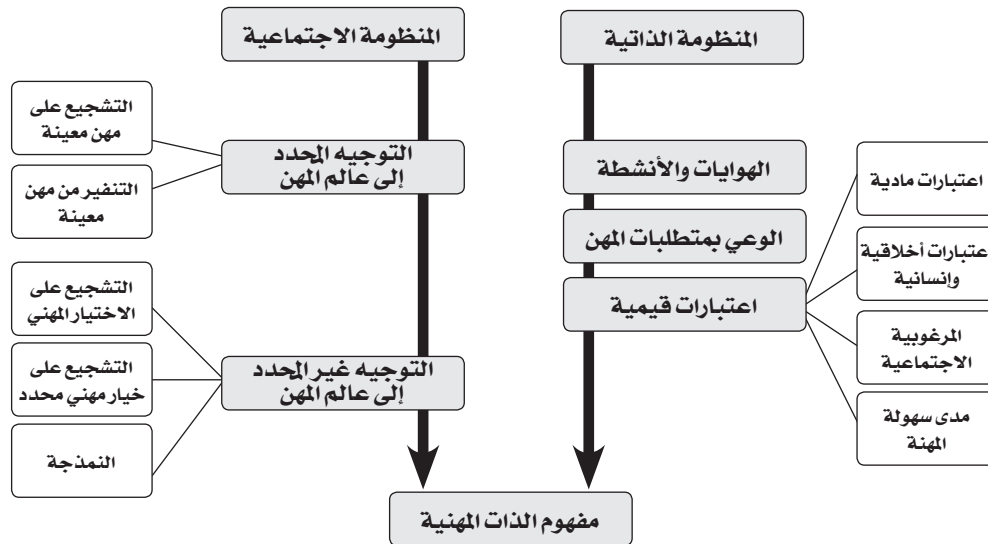 المنظومة الذاتية
المنظومة الاجتماعية
الهوايات والأنشطة
الوعي بمتطلبات المهن
اعتبارات قيمية
اعتبارات مادية
عتبارات أخلاقية
وإنسانية
المرغوبية
الاجتماعية
مدى سهولة
المهنة
التوجيه المحدد
إلى عالم المهن
التشجيع على
مهن معينة
التنفير من مهن
معينة
التوجيه غير المحدد
إلى عالم المهن
التشجيع على
الاختيار المهني
التشجيع على
خيار مهني محدد
النمذجة
مفهوم الذات المهنية